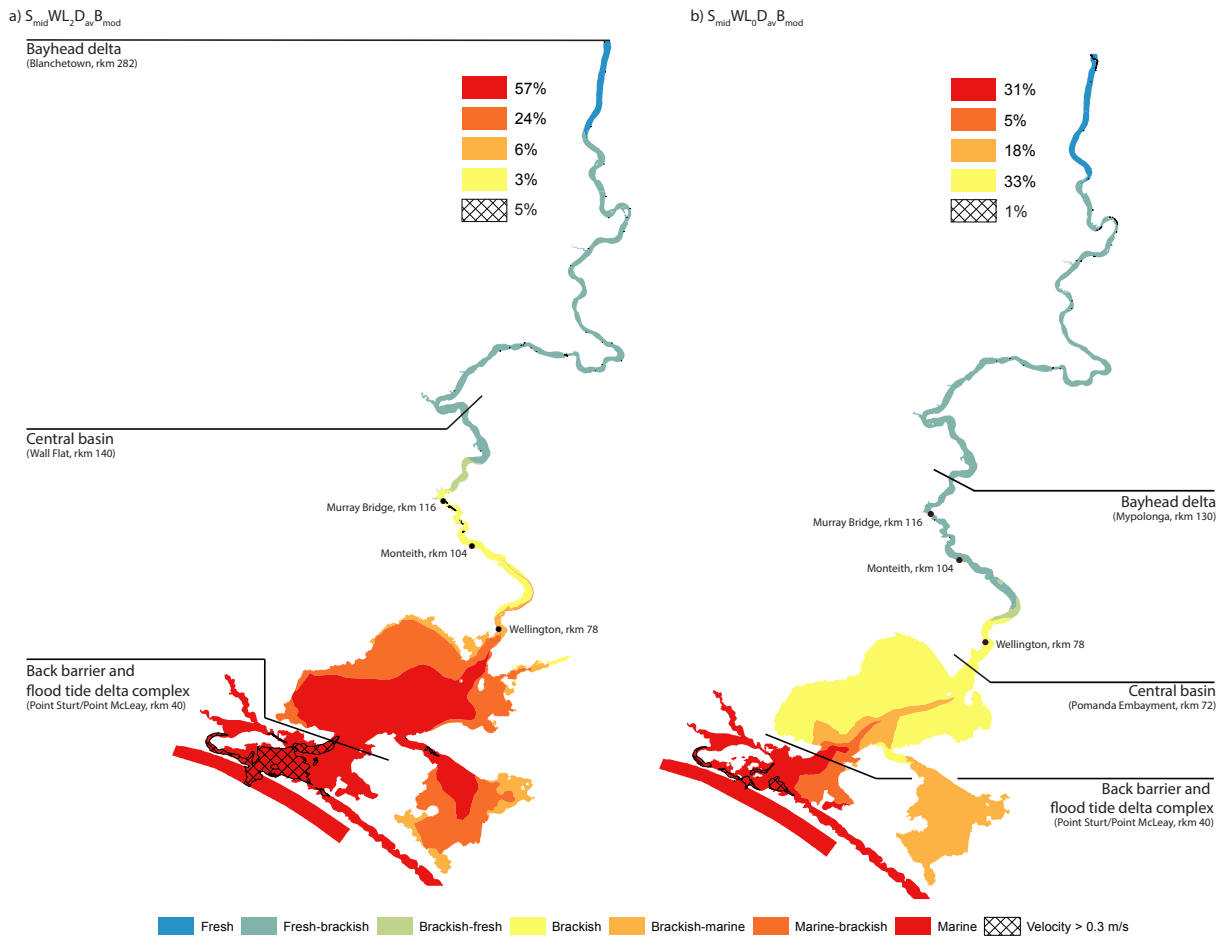 a) SmidWL2DavBmod
Bayhead delta
(Blanchetown, rkm 282)
57%
24%
6%
3%
5%
Central basin
(Wall Flat, rkm 140)
Murray Bridge, rkm 116
Monteith, rkm 104
Wellington, rkm 78
Back barrier and
flood tide delta complex
(Point Sturt/Point McLeay, rkm 40)
b) SmidWL0DavBmod
31%
5%
18%
33%
1%
Bayhead delta
(Mypolonga, rkm 130)
Murray Bridge, rkm 116
Monteith, rkm 104
Wellington, rkm 78
Central basin
(Pomanda Embayment, rkm 72)
Back barrier and
flood tide delta complex
(Point Sturt/Point McLeay, rkm 40)
Fresh Fresh-brackish Brackish-fresh Brackish Brackish-marine Marine-brackish Marine Velocity > 0.3 m/s